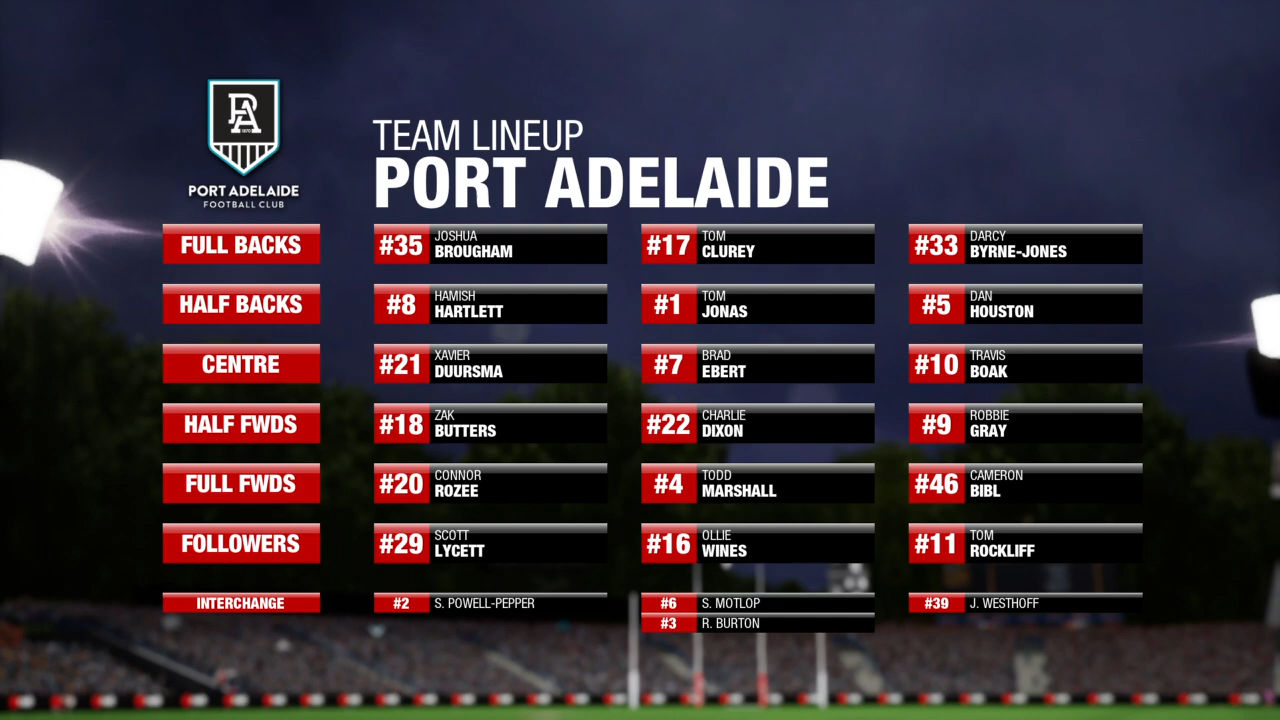 PA
1870
PORT ADELAIDE
FOOTBALL CLUB
TEAM LINEUP
PORT ADELAIDE
FULL BACKS
#35 JOSHUA BROUGHAM
#17 TOM CLUREY
#33 DARCY BYRNE-JONES
HALF BACKS
#8 HAMISH HARTLETT
#1 TOM JONAS
#5 DAN HOUSTON
CENTRE
#21 XAVIER DUURSMA
#7 BRAD EBERT
#10 TRAVIS BOAK
HALF FWDS
#18 ZAK BUTTERS
#22 CHARLIE DIXON
#9 ROBBIE GRAY
FULL FWDS
#20 CONNOR ROZEE
#4 TODD MARSHALL
#46 CAMERON BIBL
FOLLOWERS
#29 SCOTT LYCETT
#16 OLLIE WINES
#11 TOM ROCKLIFF
INTERCHANGE
#2 S. POWELL-PEPPER
#6 S. MOTLOP
#39 J. WESTHOFF
#3 R. BURTON